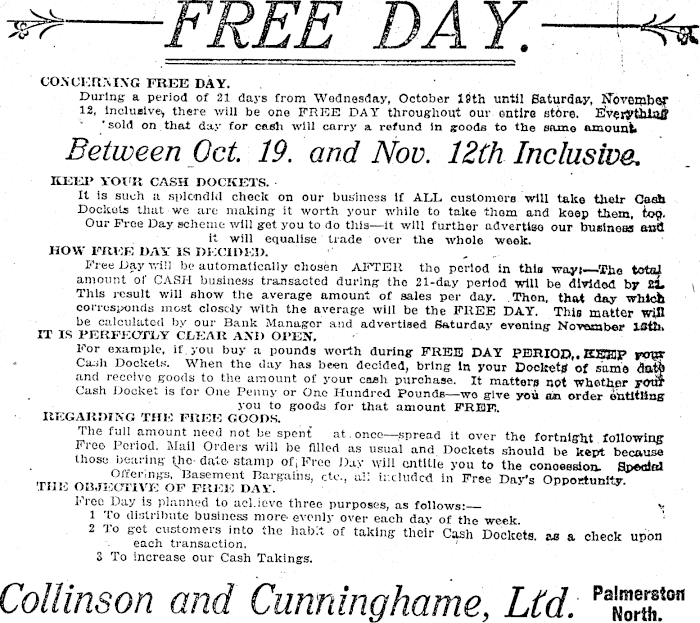 FREE DAY.
CONCERNING FREE DAY.
During a period of 21 days from Wednesday, October 19th until Saturday, November
12, inclusive, there will be one FREE DAY throughout our entire store. Everything
sold on that day for cash will carry a refund in goods to the same amount.
Between Oct. 19. and Nov. 12th Inclusive.
KEEP YOUR CASH DOCKETS.
It is such a splendid check on our business if ALL customers will take their Cash
Dockets that we are making it worth your while to take them and keep them, too.
Our Free Day scheme will get you to do this—it will further advertise our business and
it will equalise trade over the whole week.
HOW FREE DAY IS DECIDED.
Free Day will be automatically chosen AFTER the period in this way:—The total
amount of CASH business transacted during the 21-day period will be divided by 21.
This result will show the average amount of sales per day. Then, that day which
corresponds most closely with the average will be the FREE DAY. This matter will
be calculated by our Bank Manager and advertised Saturday evening November
IT IS PERFECTLY CLEAR AND OPEN.
For example, if you buy a pounds worth during FREE DAY PERIOD, KEEP your
Cash Dockets. When the day has been decided, bring in your Dockets of same date
and receive goods to the amount of your cash purchase. It matters not whether your
Cash Docket is for One Penny or One Hundred Pounds—we give you an order entitling
you to goods for that amount FREE.
REGARDING THE FREE GOODS.
The full amount need not be spent at once—spread it over the fortnight following
Free Period. Mail Orders will be filled as usual and Dockets should be kept because
those bearing the date stamp of Free Day will entitle you to the concession. Special
Offerings, Basement Bargains, etc., all included in Free Day's Opportunity.
THE OBJECTIVE OF FREE DAY.
Free Day is planned to achieve three purposes, as follows:—
1 To distribute business more evenly over each day of the week.
2 To get customers into the habit of taking their Cash Dockets as a check upon
each transaction.
3 To increase our Cash Takings.
Collinson and Cunninghame, Ltd. Palmerston
North.